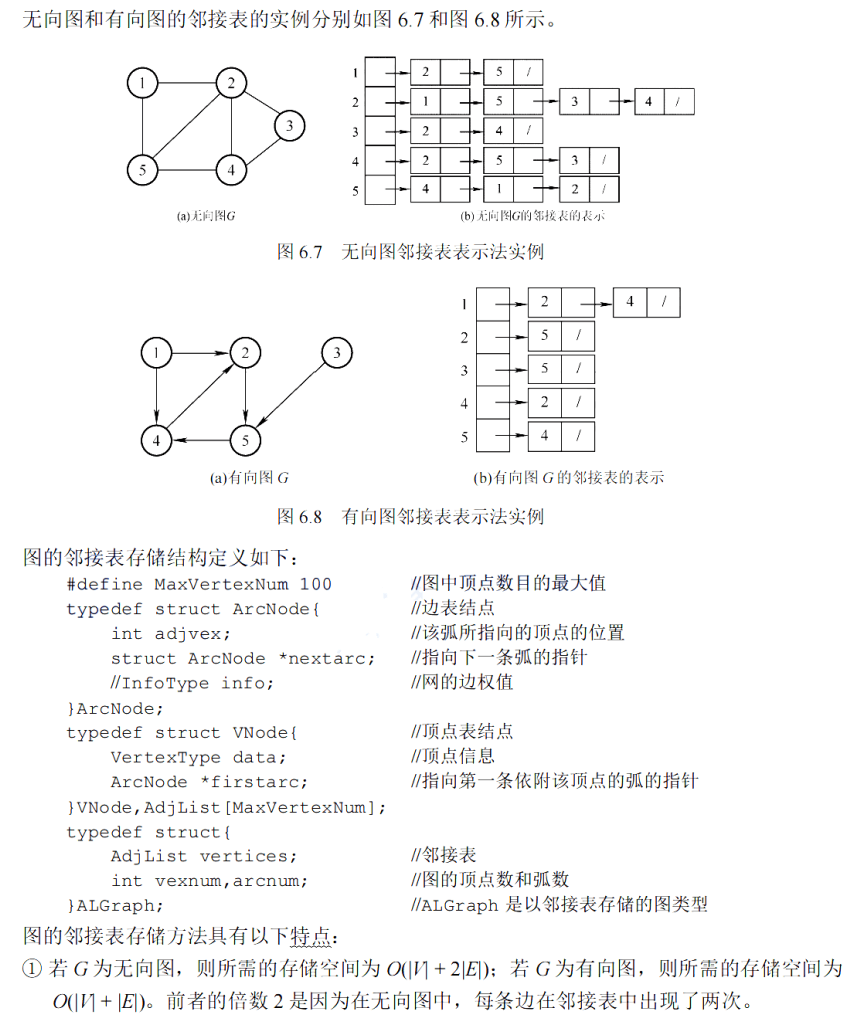 无向图和有向图的邻接表的实例分别如图 6.7 和图 6.8 所示。
1 2 3 4 5
1 2 5 /
2 1 5 3 4 /
3 2 4 /
4 2 5 3 /
5 4 1 2 /
(a)无向图G (b)无向图G的邻接表的表示
图 6.7 无向图邻接表表示法实例
1 2 3 4 5
1 2 4 /
2 5 /
3 5 /
4 2 /
5 4 /
(a)有向图 G (b)有向图 G 的邻接表的表示
图 6.8 有向图邻接表表示法实例
图的邻接表存储结构定义如下:
#define MaxVertexNum 100 //图中顶点数目的最大值
typedef struct ArcNode{ //边表结点
int adjvex; //该弧所指向的顶点的位置
struct ArcNode *nextarc; //指向下一条弧的指针
//InfoType info; //网的边权值
}ArcNode;
typedef struct VNode{ //顶点表结点
VertexType data; //顶点信息
ArcNode *firstarc; //指向第一条依附该顶点的弧的指针
}VNode,AdjList[MaxVertexNum];
typedef struct{
AdjList vertices; //邻接表
int vexnum,arcnum; //图的顶点数和弧数
}ALGraph; //ALGraph 是以邻接表存储的图类型
图的邻接表存储方法具有以下特点:
① 若 G 为无向图，则所需的存储空间为 O(|V| + 2|E|)；若 G 为有向图，则所需的存储空间为
O(|V| + |E|)。前者的倍数 2 是因为在无向图中，每条边在邻接表中出现了两次。